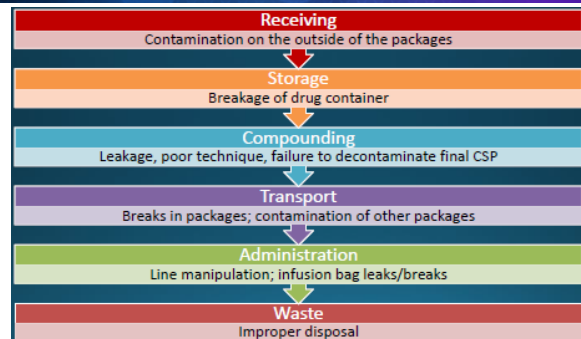 Receiving
Contamination on the outside of the packages
Storage
Breakage of drug container
Compounding
Leakage, poor technique, failure to decontaminate final CSP
Transport
Breaks in packages; contamination of other packages
Administration
Line manipulation; infusion bag leaks/breaks
Waste
Improper disposal